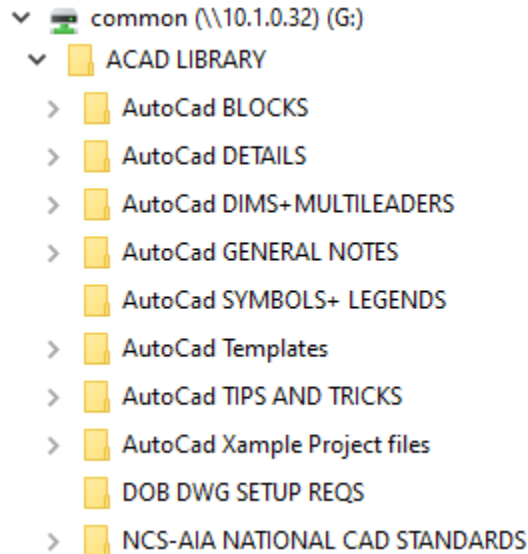 common (\\10.1.0.32) (G:)
ACAD LIBRARY
AutoCad BLOCKS
AutoCad DETAILS
AutoCad DIMS+MULTILEADERS
AutoCad GENERAL NOTES
AutoCad SYMBOLS+ LEGENDS
AutoCad Templates
AutoCad TIPS AND TRICKS
AutoCad Xample Project files
DOB DWG SETUP REQS
NCS-AIA NATIONAL CAD STANDARDS